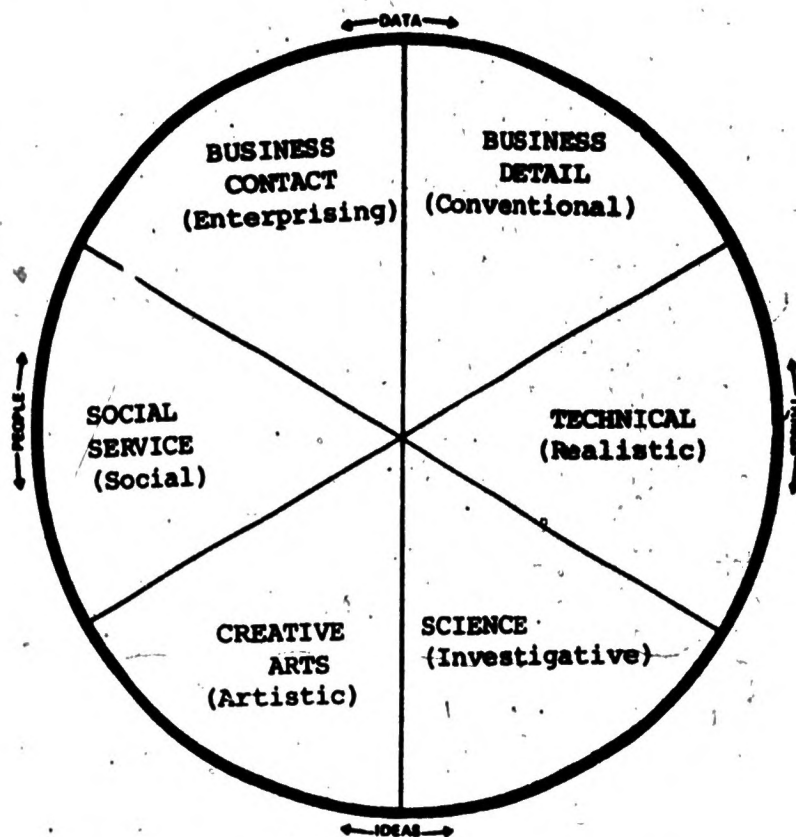 DATA
BUSINESS
CONTACT
(Enterprising)
BUSINESS
DETAIL
(Conventional)
PEOPLE
SOCIAL
SERVICE
(Social)
TECHNICAL
(Realistic)
CREATIVE
ARTS
(Artistic)
SCIENCE
(Investigative)
IDEAS